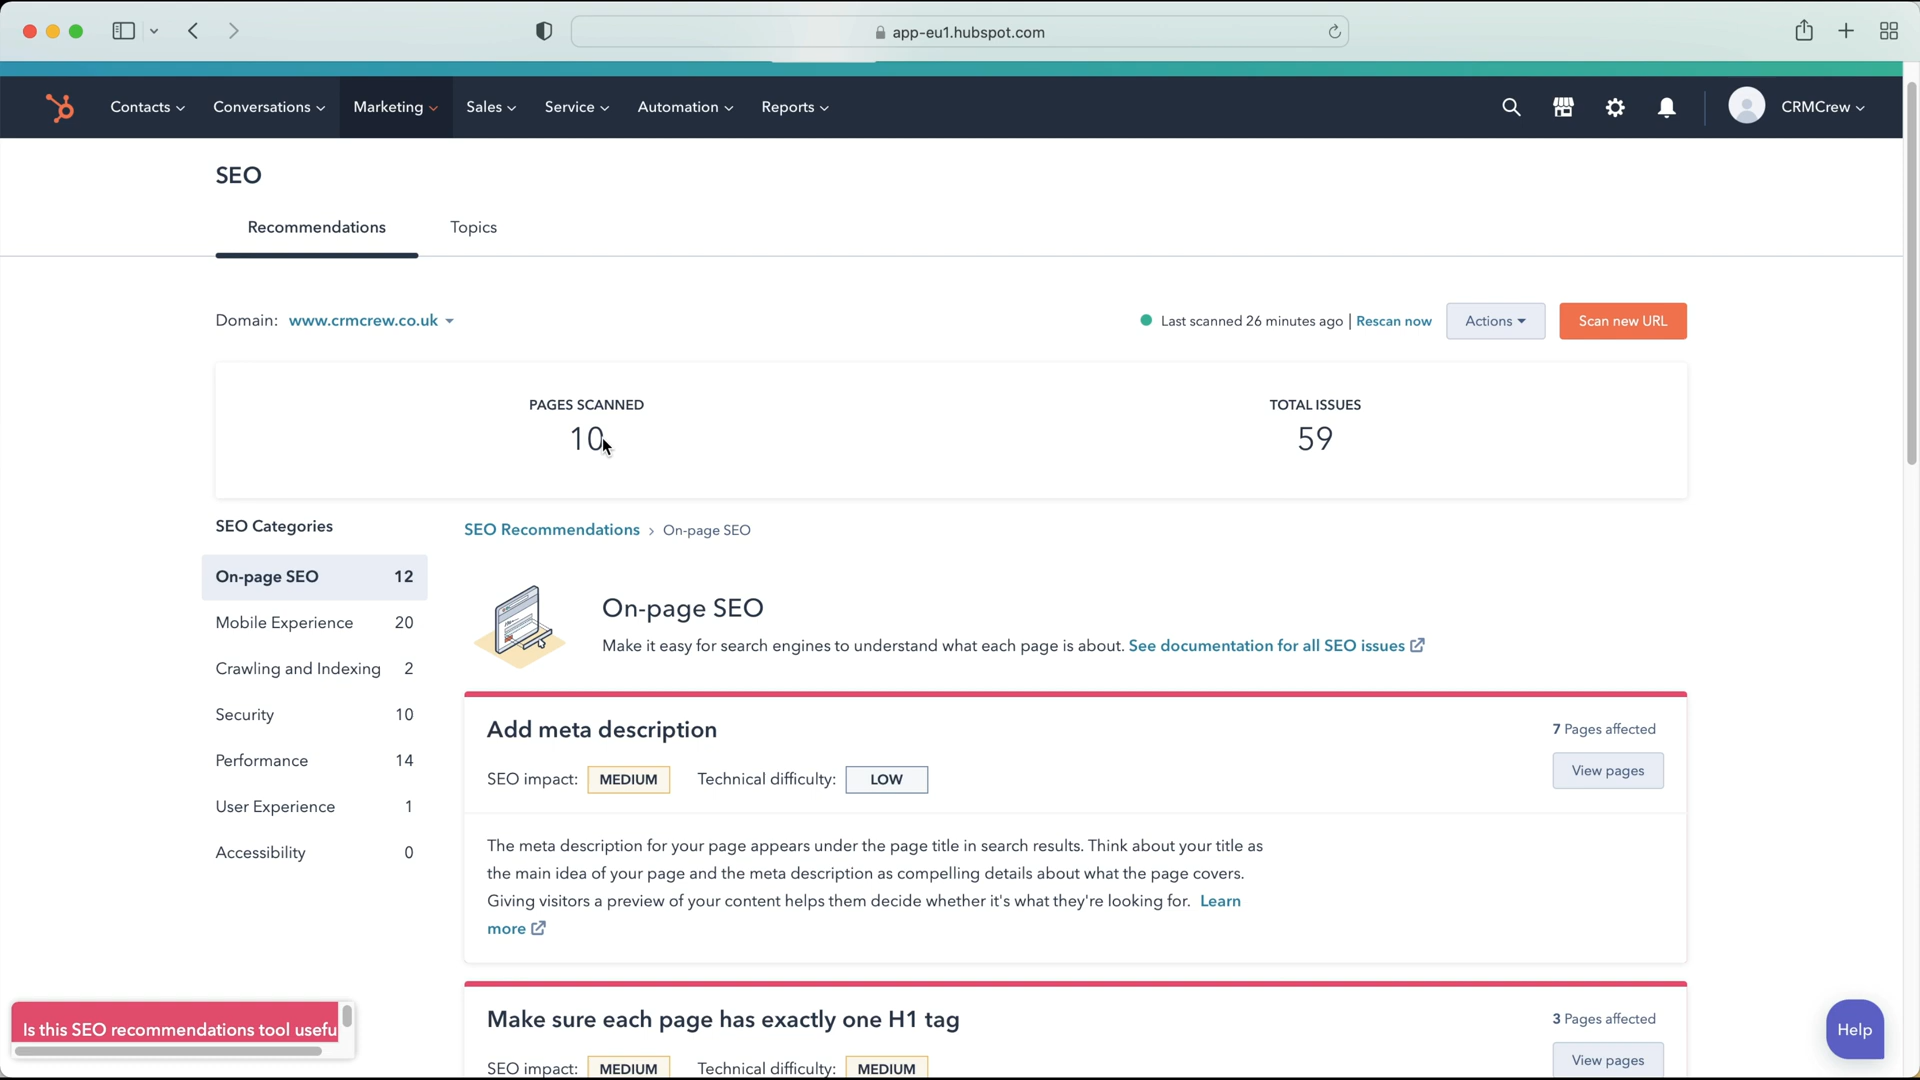 app-eu1.hubspot.com
Contacts Conversations Marketing Sales Service Automation Reports CRMCrew
SEO
Recommendations Topics
Domain: www.crmcrew.co.uk Last scanned 26 minutes ago | Rescan now Actions Scan new URL
PAGES SCANNED TOTAL ISSUES
10 59
SEO Categories
On-page SEO 12
Mobile Experience 20
Crawling and Indexing 2
Security 10
Performance 14
User Experience 1
Accessibility 0
SEO Recommendations > On-page SEO
On-page SEO
Make it easy for search engines to understand what each page is about. See documentation for all SEO issues
Add meta description 7 Pages affected
SEO impact: MEDIUM Technical difficulty: LOW View pages
The meta description for your page appears under the page title in search results. Think about your title as
the main idea of your page and the meta description as compelling details about what the page covers.
Giving visitors a preview of your content helps them decide whether it's what they're looking for. Learn
more
Make sure each page has exactly one H1 tag 3 Pages affected
SEO impact: MEDIUM Technical difficulty: MEDIUM View pages
Is this SEO recommendations tool usefu
Help